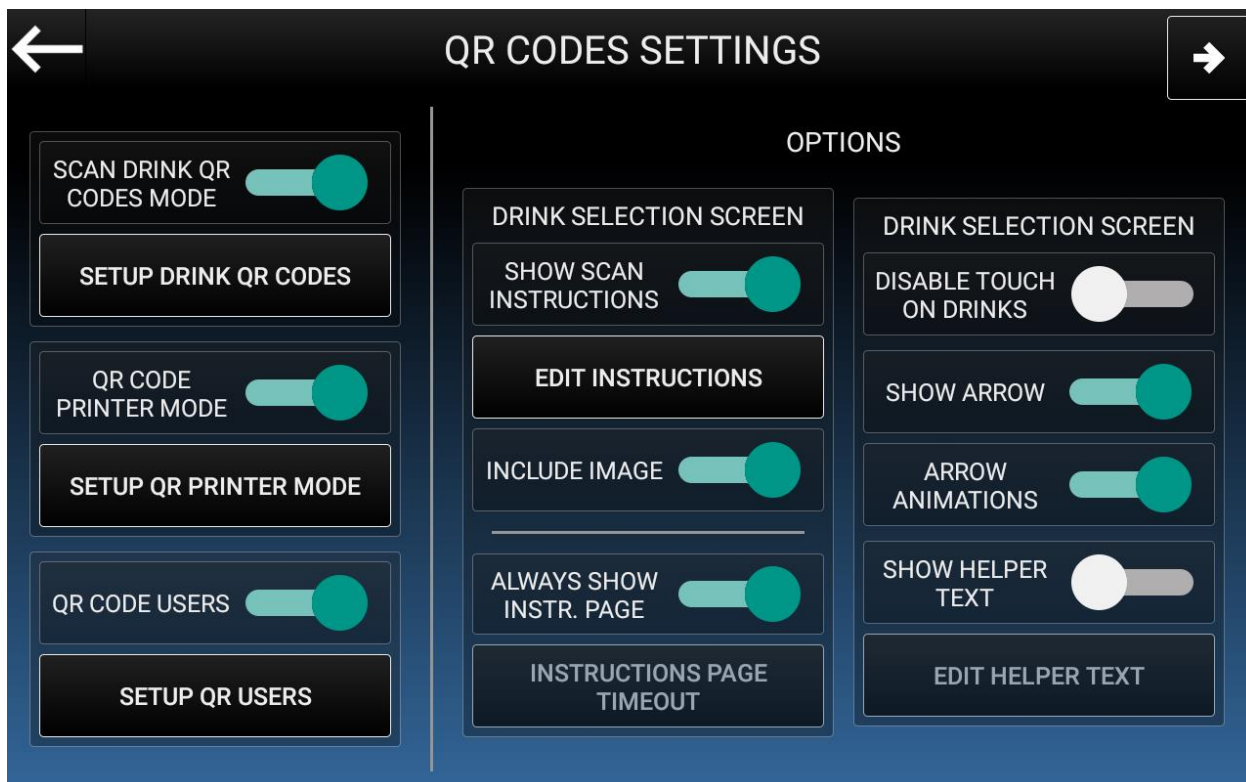 QR CODES SETTINGS
SCAN DRINK QR
CODES MODE
SETUP DRINK QR CODES
QR CODE
PRINTER MODE
SETUP QR PRINTER MODE
QR CODE USERS
SETUP QR USERS
OPTIONS
DRINK SELECTION SCREEN
SHOW SCAN
INSTRUCTIONS
EDIT INSTRUCTIONS
INCLUDE IMAGE
ALWAYS SHOW
INSTR. PAGE
INSTRUCTIONS PAGE
TIMEOUT
DRINK SELECTION SCREEN
DISABLE TOUCH
ON DRINKS
SHOW ARROW
ARROW
ANIMATIONS
SHOW HELPER
TEXT
EDIT HELPER TEXT